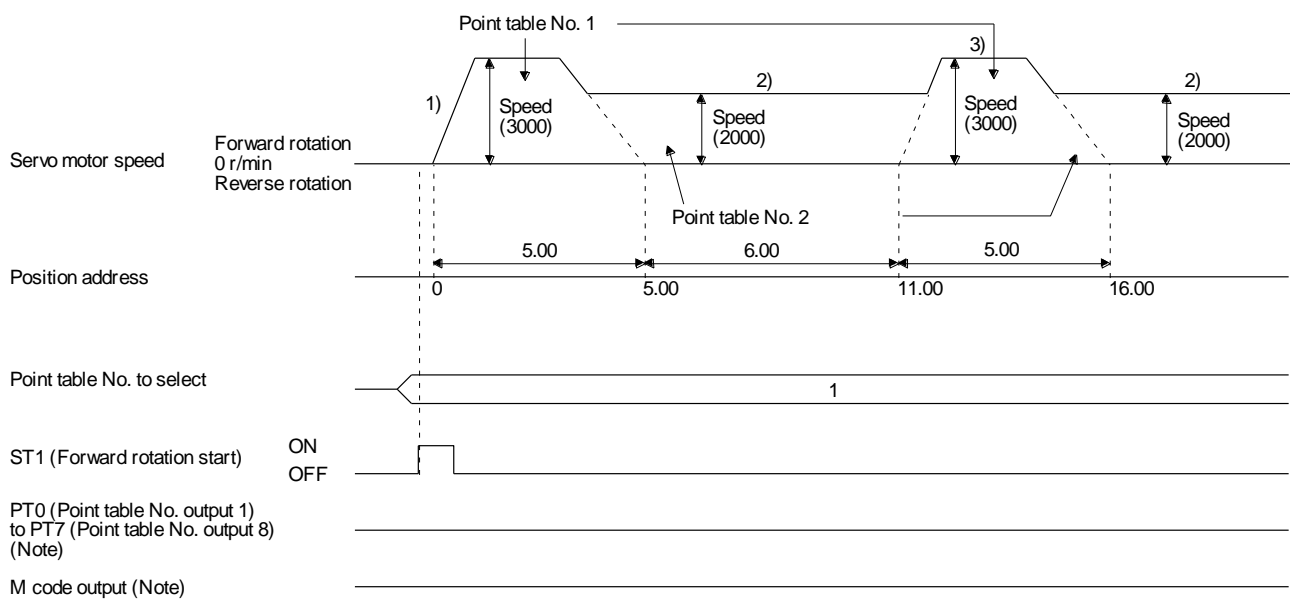 Point table No. 1
3)
1)
2)
2)
Speed
(3000)
Speed
(2000)
Speed
(3000)
Speed
(2000)
Servo motor speed
Forward rotation
0 r/min
Reverse rotation
Point table No. 2
5.00
6.00
5.00
Position address
0
5.00
11.00
16.00
Point table No. to select
1
ST1 (Forward rotation start)
ON
OFF
PT0 (Point table No. output 1)
to PT7 (Point table No. output 8)
(Note)
M code output (Note)